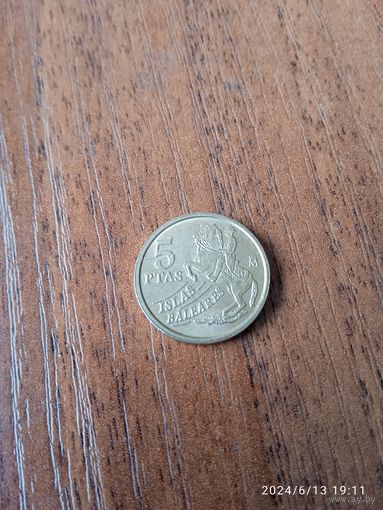 5
PTAS
M
ISLAS
BALEARES
2024/6/13 19:11
www.ay.by